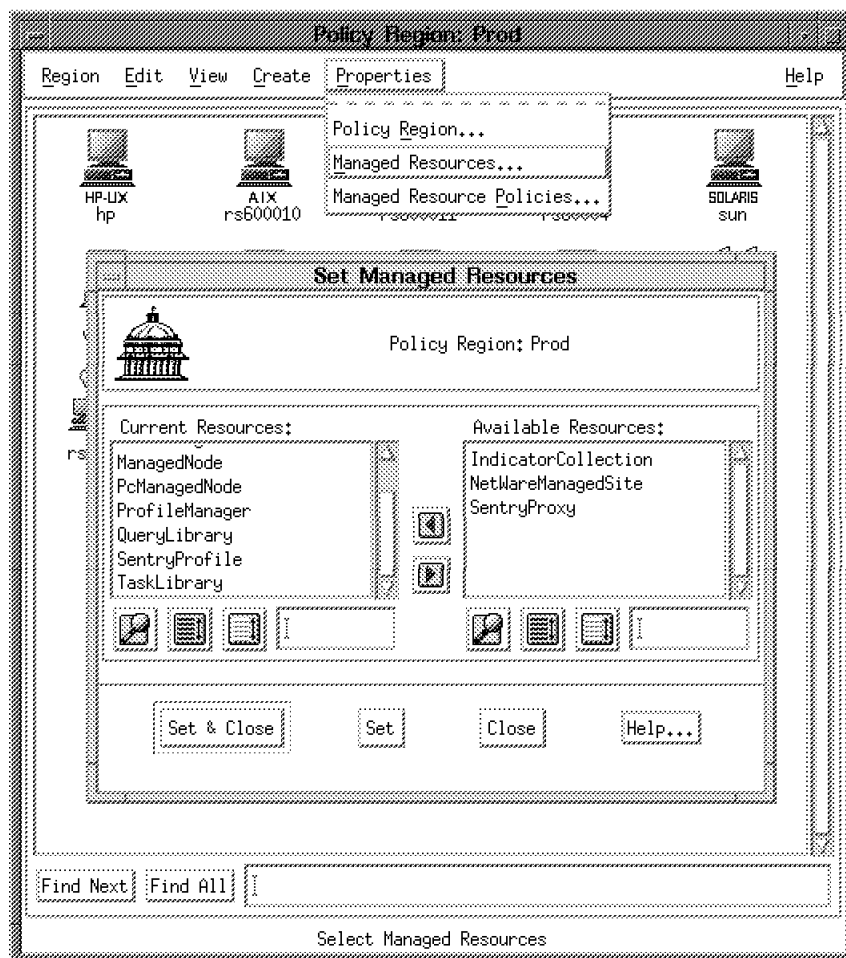 Policy Region: Prod
Region Edit View Create Properties Help
Policy Region...
Managed Resources...
Managed Resource Policies...
HP-UX AIX SOLARIS
hp rs600010 sun
Set Managed Resources
Policy Region: Prod
rs
Current Resources: Available Resources:
ManagedNode IndicatorCollection
PcManagedNode NetWareManagedSite
ProfileManager SentryProxy
QueryLibrary
SentryProfile
TaskLibrary
Set & Close Set Close Help...
Find Next Find All
Select Managed Resources